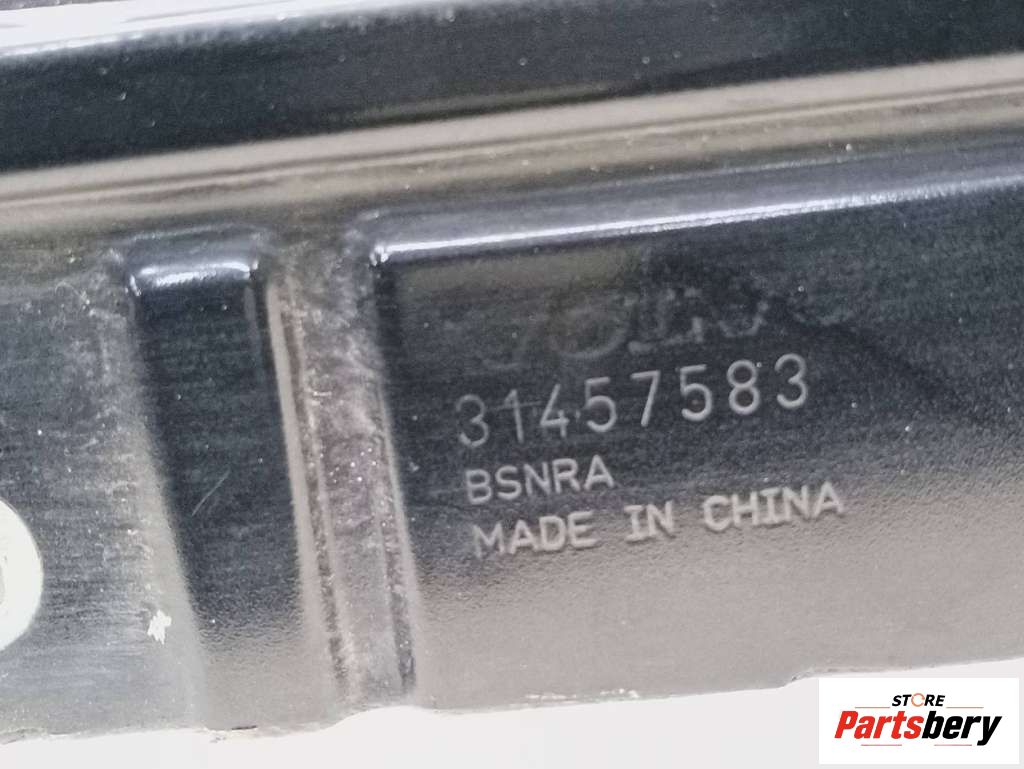 31457583
BSNRA
MADE IN CHINA
STORE
Partsbery